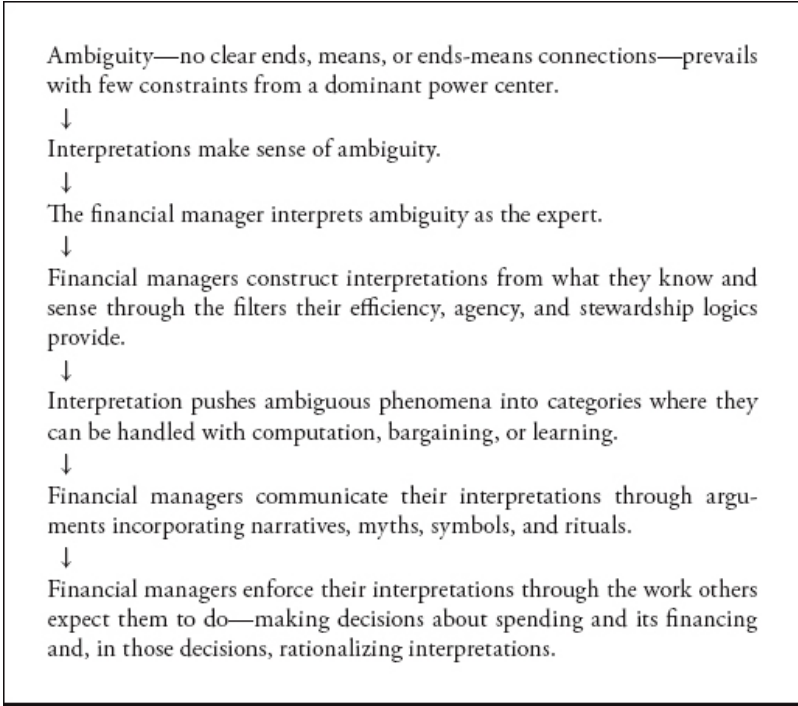 Ambiguity—no clear ends, means, or ends-means connections—prevails
with few constraints from a dominant power center.
↓
Interpretations make sense of ambiguity.
↓
The financial manager interprets ambiguity as the expert.
↓
Financial managers construct interpretations from what they know and
sense through the filters their efficiency, agency, and stewardship logics
provide.
↓
Interpretation pushes ambiguous phenomena into categories where they
can be handled with computation, bargaining, or learning.
↓
Financial managers communicate their interpretations through argu-
ments incorporating narratives, myths, symbols, and rituals.
↓
Financial managers enforce their interpretations through the work others
expect them to do—making decisions about spending and its financing
and, in those decisions, rationalizing interpretations.